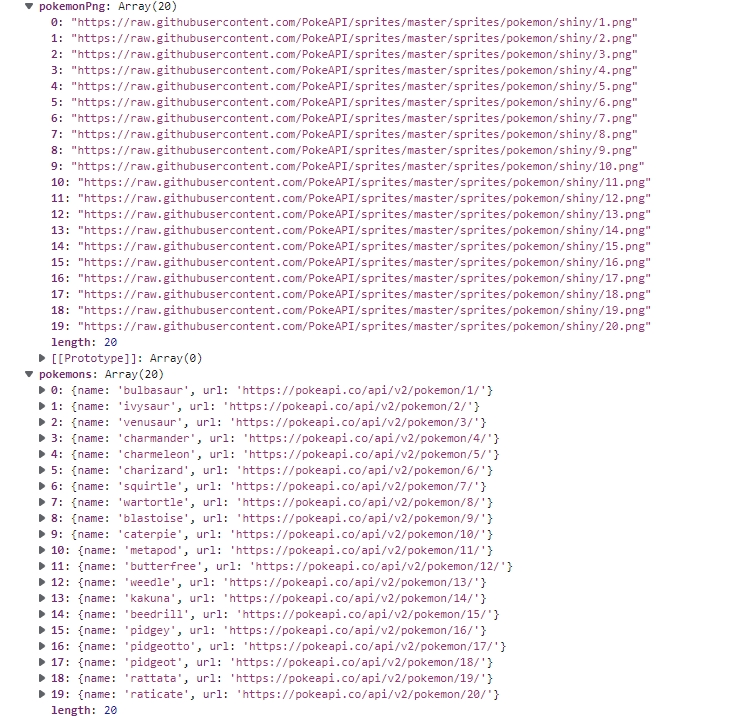 pokemonPng: Array(20)
0: "https://raw.githubusercontent.com/PokeAPI/sprites/master/sprites/pokemon/shiny/1.png"
1: "https://raw.githubusercontent.com/PokeAPI/sprites/master/sprites/pokemon/shiny/2.png"
2: "https://raw.githubusercontent.com/PokeAPI/sprites/master/sprites/pokemon/shiny/3.png"
3: "https://raw.githubusercontent.com/PokeAPI/sprites/master/sprites/pokemon/shiny/4.png"
4: "https://raw.githubusercontent.com/PokeAPI/sprites/master/sprites/pokemon/shiny/5.png"
5: "https://raw.githubusercontent.com/PokeAPI/sprites/master/sprites/pokemon/shiny/6.png"
6: "https://raw.githubusercontent.com/PokeAPI/sprites/master/sprites/pokemon/shiny/7.png"
7: "https://raw.githubusercontent.com/PokeAPI/sprites/master/sprites/pokemon/shiny/8.png"
8: "https://raw.githubusercontent.com/PokeAPI/sprites/master/sprites/pokemon/shiny/9.png"
9: "https://raw.githubusercontent.com/PokeAPI/sprites/master/sprites/pokemon/shiny/10.png"
10: "https://raw.githubusercontent.com/PokeAPI/sprites/master/sprites/pokemon/shiny/11.png"
11: "https://raw.githubusercontent.com/PokeAPI/sprites/master/sprites/pokemon/shiny/12.png"
12: "https://raw.githubusercontent.com/PokeAPI/sprites/master/sprites/pokemon/shiny/13.png"
13: "https://raw.githubusercontent.com/PokeAPI/sprites/master/sprites/pokemon/shiny/14.png"
14: "https://raw.githubusercontent.com/PokeAPI/sprites/master/sprites/pokemon/shiny/15.png"
15: "https://raw.githubusercontent.com/PokeAPI/sprites/master/sprites/pokemon/shiny/16.png"
16: "https://raw.githubusercontent.com/PokeAPI/sprites/master/sprites/pokemon/shiny/17.png"
17: "https://raw.githubusercontent.com/PokeAPI/sprites/master/sprites/pokemon/shiny/18.png"
18: "https://raw.githubusercontent.com/PokeAPI/sprites/master/sprites/pokemon/shiny/19.png"
19: "https://raw.githubusercontent.com/PokeAPI/sprites/master/sprites/pokemon/shiny/20.png"
length: 20
[[Prototype]]: Array(0)
pokemons: Array(20)
0: {name: 'bulbasaur', url: 'https://pokeapi.co/api/v2/pokemon/1/'}
1: {name: 'ivysaur', url: 'https://pokeapi.co/api/v2/pokemon/2/'}
2: {name: 'venusaur', url: 'https://pokeapi.co/api/v2/pokemon/3/'}
3: {name: 'charmander', url: 'https://pokeapi.co/api/v2/pokemon/4/'}
4: {name: 'charmeleon', url: 'https://pokeapi.co/api/v2/pokemon/5/'}
5: {name: 'charizard', url: 'https://pokeapi.co/api/v2/pokemon/6/'}
6: {name: 'squirtle', url: 'https://pokeapi.co/api/v2/pokemon/7/'}
7: {name: 'wartortle', url: 'https://pokeapi.co/api/v2/pokemon/8/'}
8: {name: 'blastoise', url: 'https://pokeapi.co/api/v2/pokemon/9/'}
9: {name: 'caterpie', url: 'https://pokeapi.co/api/v2/pokemon/10/'}
10: {name: 'metapod', url: 'https://pokeapi.co/api/v2/pokemon/11/'}
11: {name: 'butterfree', url: 'https://pokeapi.co/api/v2/pokemon/12/'}
12: {name: 'weedle', url: 'https://pokeapi.co/api/v2/pokemon/13/'}
13: {name: 'kakuna', url: 'https://pokeapi.co/api/v2/pokemon/14/'}
14: {name: 'beedrill', url: 'https://pokeapi.co/api/v2/pokemon/15/'}
15: {name: 'pidgey', url: 'https://pokeapi.co/api/v2/pokemon/16/'}
16: {name: 'pidgeotto', url: 'https://pokeapi.co/api/v2/pokemon/17/'}
17: {name: 'pidgeot', url: 'https://pokeapi.co/api/v2/pokemon/18/'}
18: {name: 'rattata', url: 'https://pokeapi.co/api/v2/pokemon/19/'}
19: {name: 'raticate', url: 'https://pokeapi.co/api/v2/pokemon/20/'}
length: 20